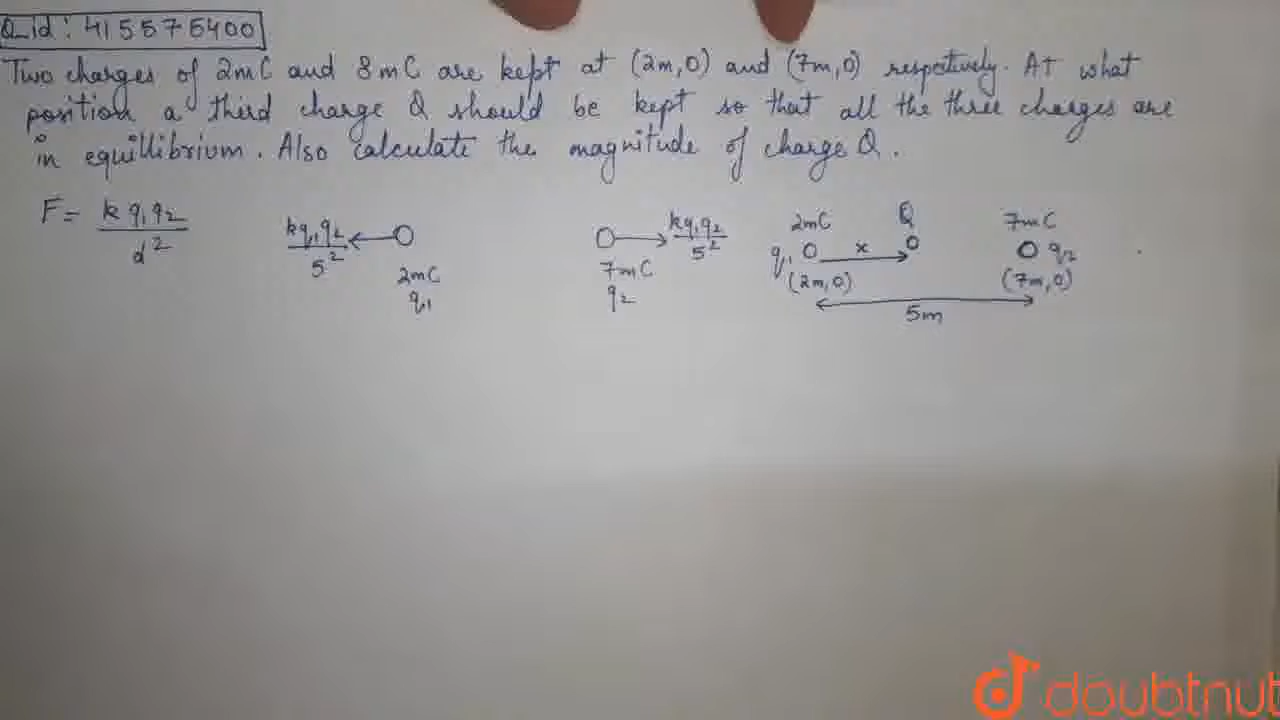 Q_id : 415575400
Two charges of 2mC and 8mC are kept at (2m,0) and (7m,0) respectively. At what
position a third charge Q should be kept so that all the three charges are
in equillibrium. Also calculate the magnitude of charge Q.
F = k q1 q2 / d²
kq1q2 / 5²
2mC
q1
kq1q2 / 5²
7mC
q2
2mC Q 7mC
q1 x q2
(2m,0) (7m,0)
5m
doubtnut